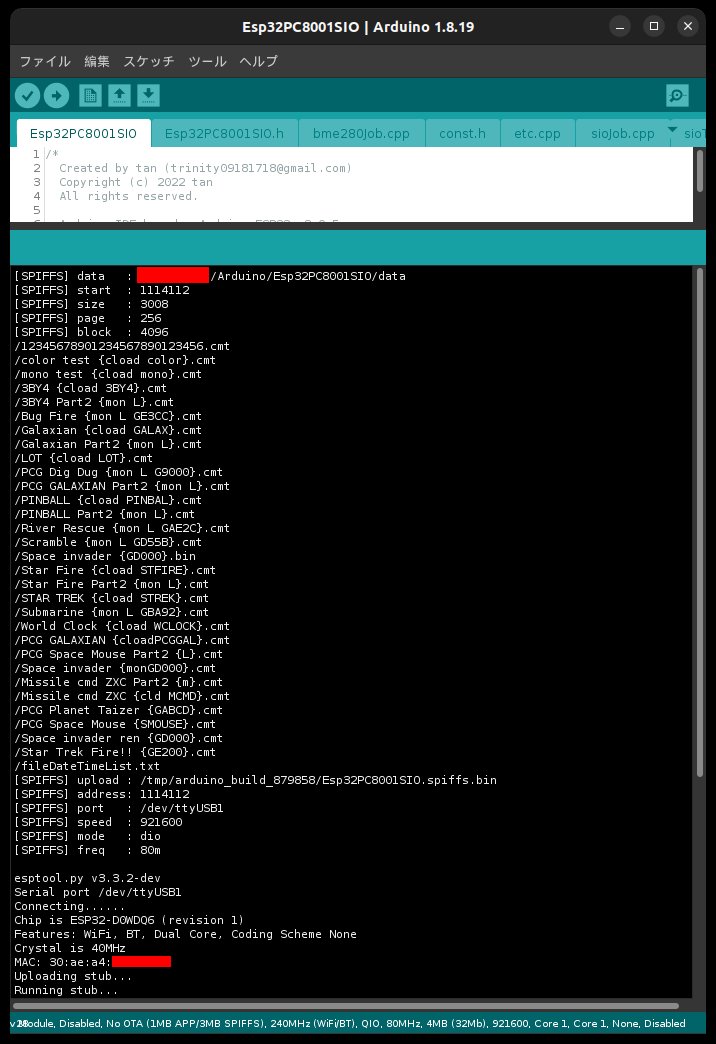 Esp32PC8001SIO | Arduino 1.8.19
ファイル 編集 スケッチ ツール ヘルプ
Esp32PC8001SIO Esp32PC8001SIO.h bme280Job.cpp const.h etc.cpp sioJob.cpp
1 /*
2 Created by tan (trinity09181718@gmail.com)
3 Copyright (c) 2022 tan
4 All rights reserved.
5
[SPIFFS] data : /Arduino/Esp32PC8001SIO/data
[SPIFFS] start : 1114112
[SPIFFS] size : 3008
[SPIFFS] page : 256
[SPIFFS] block : 4096
/12345678901234567890123456.cmt
/color test {cload color}.cmt
/mono test {cload mono}.cmt
/3BY4 {cload 3BY4}.cmt
/3BY4 Part2 {mon L}.cmt
/Bug Fire {mon L GE3CC}.cmt
/Galaxian {cload GALAX}.cmt
/Galaxian Part2 {mon L}.cmt
/LOT {cload LOT}.cmt
/PCG Dig Dug {mon L G9000}.cmt
/PCG GALAXIAN Part2 {mon L}.cmt
/PINBALL {cload PINBAL}.cmt
/PINBALL Part2 {mon L}.cmt
/River Rescue {mon L GAE2C}.cmt
/Scramble {mon L GD55B}.cmt
/Space invader {GD000}.bin
/Star Fire {cload STFIRE}.cmt
/Star Fire Part2 {mon L}.cmt
/STAR TREK {cload STREK}.cmt
/Submarine {mon L GBA92}.cmt
/World Clock {cload WCLOCK}.cmt
/PCG GALAXIAN {cloadPCGGAL}.cmt
/PCG Space Mouse Part2 {L}.cmt
/Space invader {monGD000}.cmt
/Missile cmd ZXC Part2 {m}.cmt
/Missile cmd ZXC {cld MCMD}.cmt
/PCG Planet Taizer {GABCD}.cmt
/PCG Space Mouse {SMOUSE}.cmt
/Space invader ren {GD000}.cmt
/Star Trek Fire!! {GE200}.cmt
/fileDateTimeList.txt
[SPIFFS] upload : /tmp/arduino_build_879858/Esp32PC8001SIO.spiffs.bin
[SPIFFS] address: 1114112
[SPIFFS] port : /dev/ttyUSB1
[SPIFFS] speed : 921600
[SPIFFS] mode : dio
[SPIFFS] freq : 80m
esptool.py v3.3.2-dev
Serial port /dev/ttyUSB1
Connecting......
Chip is ESP32-D0WDQ6 (revision 1)
Features: WiFi, BT, Dual Core, Coding Scheme None
Crystal is 40MHz
MAC: 30:ae:a4:
Uploading stub...
Running stub...
Module, Disabled, No OTA (1MB APP/3MB SPIFFS), 240MHz (WiFi/BT), QIO, 80MHz, 4MB (32Mb), 921600, Core 1, Core 1, None, Disabled